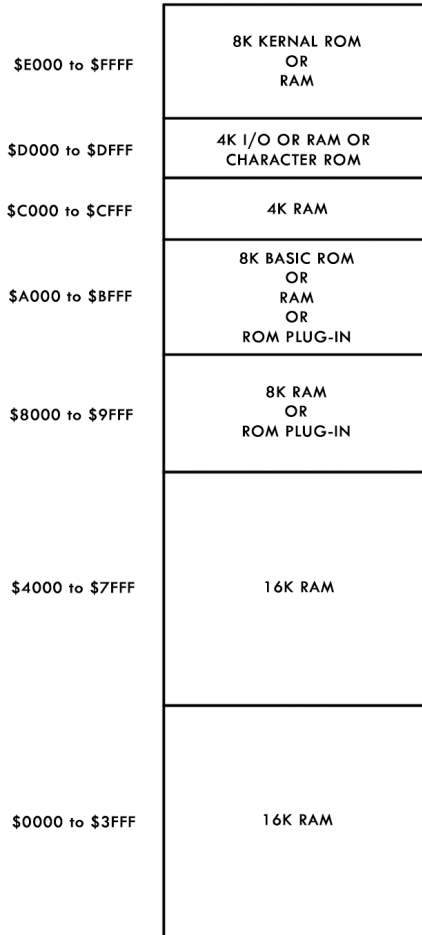 $E000 to $FFFF
8K KERNAL ROM
OR
RAM
$D000 to $DFFF
4K I/O OR RAM OR
CHARACTER ROM
$C000 to $CFFF
4K RAM
$A000 to $BFFF
8K BASIC ROM
OR
RAM
OR
ROM PLUG-IN
$8000 to $9FFF
8K RAM
OR
ROM PLUG-IN
$4000 to $7FFF
16K RAM
$0000 to $3FFF
16K RAM